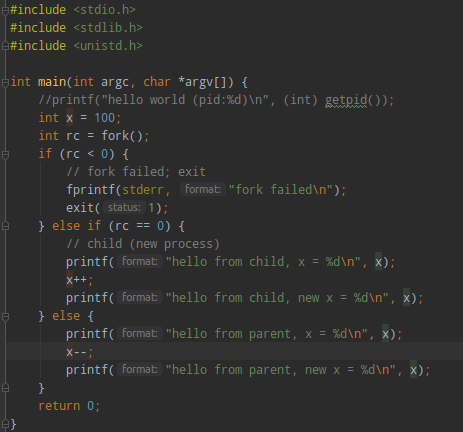 #include <stdio.h>
#include <stdlib.h>
#include <unistd.h>
int main(int argc, char *argv[]) {
//printf("hello world (pid:%d)\n", (int) getpid());
int x = 100;
int rc = fork();
if (rc < 0) {
// fork failed; exit
fprintf(stderr, format: "fork failed\n");
exit( status: 1);
} else if (rc == 0) {
// child (new process)
printf( format: "hello from child, x = %d\n", x);
x++;
printf( format: "hello from child, new x = %d\n", x);
} else {
printf( format: "hello from parent, x = %d\n", x);
x--;
printf( format: "hello from parent, new x = %d\n", x);
}
return 0;
}